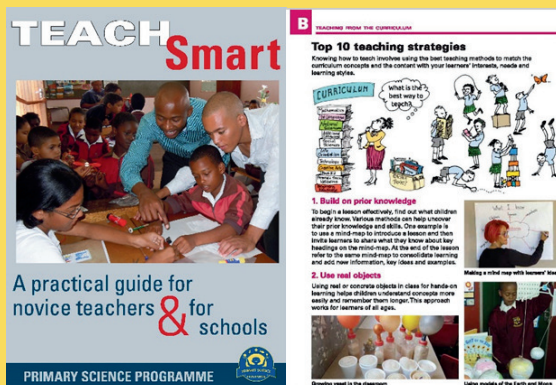 TEACH
Smart
A practical guide for
novice teachers & for
schools
PRIMARY SCIENCE PROGRAMME
B
TEACHING FROM THE CURRICULUM
Top 10 teaching strategies
Knowing how to teach involves using the best teaching methods to match the
curriculum concepts and the content with your learners' interests, needs and
learning styles.
CURRICULUM
What is the
best way to
teach?
1. Build on prior knowledge
To begin a lesson effectively, find out what children
already know. Various methods can help uncover
their prior knowledge and skills. One example is
to use a mind-map to introduce a lesson and then
invite learners to share what they know about key
headings on the mind-map. At the end of the lesson
refer to the same mind-map to consolidate learning
and add new information, key ideas and examples.
Making a mind map with learners'
2. Use real objects
Using real or concrete objects in class for hands-on
learning helps children understand concepts more
easily and remember them longer. This approach
works for learners of all ages.
Growing yeast in the classroom
Using models of the Earth and Moon